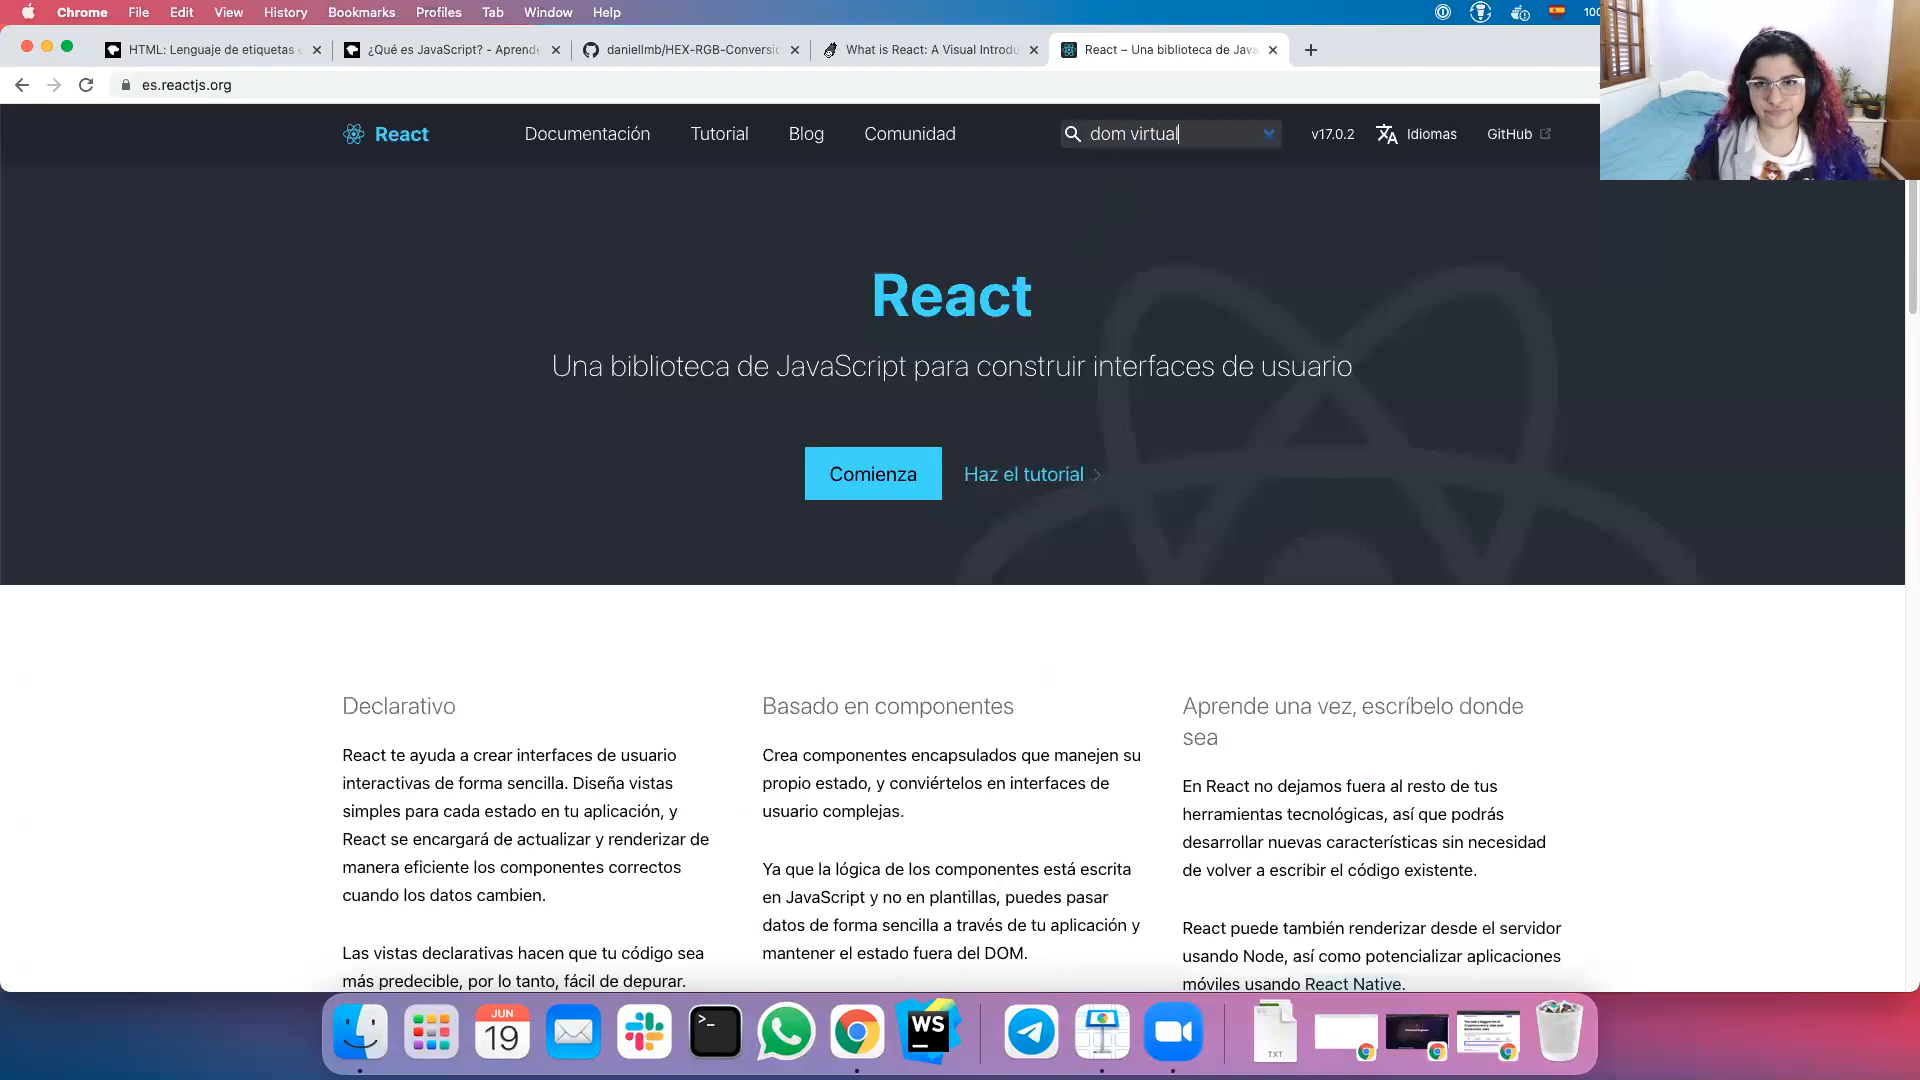 Chrome File Edit View History Bookmarks Profiles Tab Window Help
HTML: Lenguaje de etiquetas
¿Qué es JavaScript? - Aprende
daniellmb/HEX-RGB-Conversio
What is React: A Visual Introdu
React – Una biblioteca de Java
es.reactjs.org
React
Documentación
Tutorial
Blog
Comunidad
dom virtual
v17.0.2
Idiomas
GitHub
React
Una biblioteca de JavaScript para construir interfaces de usuario
Comienza
Haz el tutorial
Declarativo
React te ayuda a crear interfaces de usuario
interactivas de forma sencilla. Diseña vistas
simples para cada estado en tu aplicación, y
React se encargará de actualizar y renderizar de
manera eficiente los componentes correctos
cuando los datos cambien.
Las vistas declarativas hacen que tu código sea
más predecible, por lo tanto, fácil de depurar.
Basado en componentes
Crea componentes encapsulados que manejen su
propio estado, y conviértelos en interfaces de
usuario complejas.
Ya que la lógica de los componentes está escrita
en JavaScript y no en plantillas, puedes pasar
datos de forma sencilla a través de tu aplicación y
mantener el estado fuera del DOM.
Aprende una vez, escríbelo donde
sea
En React no dejamos fuera al resto de tus
herramientas tecnológicas, así que podrás
desarrollar nuevas características sin necesidad
de volver a escribir el código existente.
React puede también renderizar desde el servidor
usando Node, así como potencializar aplicaciones
móviles usando React Native.
JUN
19
>_
WS
TXT